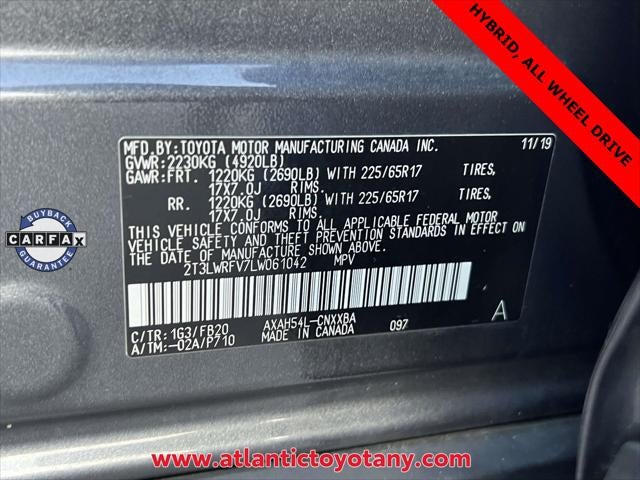 HYBRID, ALL WHEEL DRIVE
MFD.BY:TOYOTA MOTOR MANUFACTURING CANADA INC. 11/19
GVWR:2230KG (4920LB)
GAWR:FRT. 1220KG (2690LB) WITH 225/65R17 TIRES,
17X7.0J RIMS.
RR. 1220KG (2690LB) WITH 225/65R17 TIRES,
17X7.0J RIMS.
THIS VEHICLE CONFORMS TO ALL APPLICABLE FEDERAL MOTOR
VEHICLE SAFETY AND THEFT PREVENTION STANDARDS IN EFFECT ON
THE DATE OF MANUFACTURE SHOWN ABOVE.
2T3LWRFV7LW061042 MPV
C/TR:1G3/FB20 AXAH54L-CNXXBA A
A/TM:-02A/P710 MADE IN CANADA 097
BUYBACK
CARFAX
GUARANTEE
www.atlantictoyotany.com